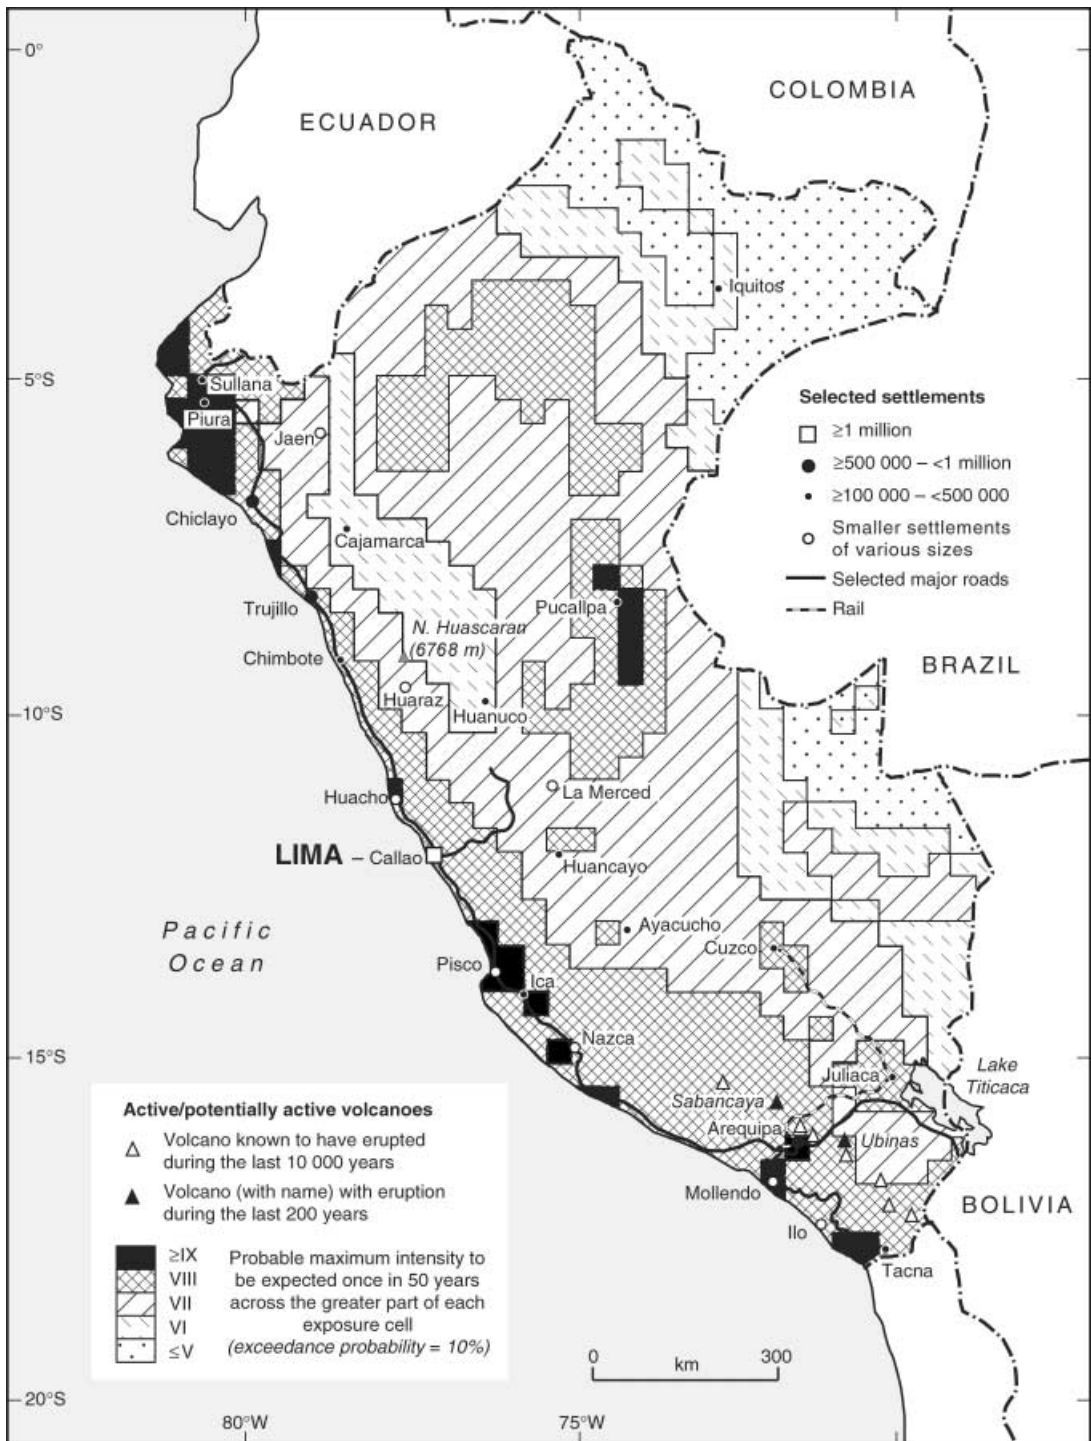 0°
COLOMBIA
ECUADOR
Iquitos
5°S
Sullana
Piura
Jaen
Selected settlements
≥1 million
≥500 000 – <1 million
≥100 000 – <500 000
Smaller settlements
of various sizes
Selected major roads
Rail
Chiclayo
Cajamarca
Trujillo
Pucallpa
N. Huascaran
(6768 m)
Chimbote
BRAZIL
Huaraz
Huanuco
10°S
La Merced
Huacho
LIMA – Callao
Huancayo
Ayacucho
Pacific
Ocean
Cuzco
Pisco
Ica
Nazca
15°S
Lake
Titicaca
Juliaca
Sabancaya
Arequipa
Ubinas
Mollendo
BOLIVIA
Ilo
Tacna
Active/potentially active volcanoes
Volcano known to have erupted
during the last 10 000 years
Volcano (with name) with eruption
during the last 200 years
≥IX
VIII
VII
VI
≤V
Probable maximum intensity to
be expected once in 50 years
across the greater part of each
exposure cell
(exceedance probability = 10%)
0 300
km
20°S
80°W 75°W